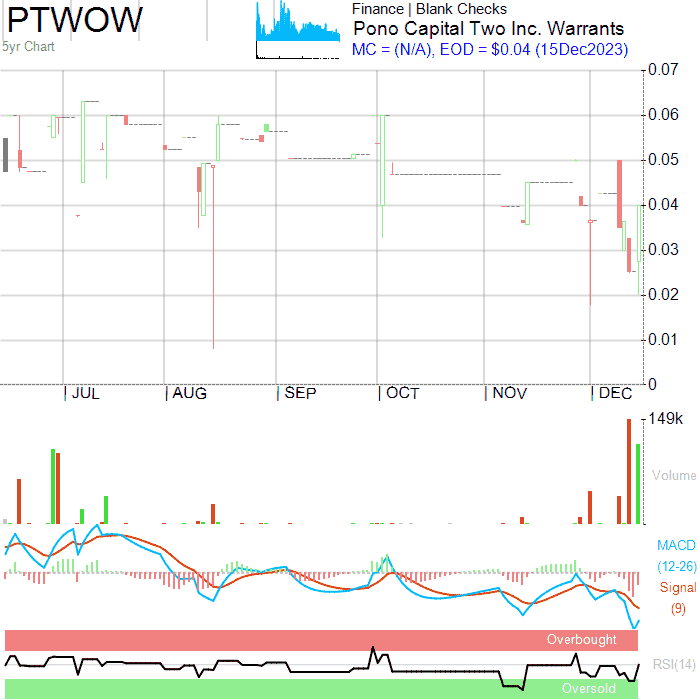 PTWOW
5yr Chart
Finance | Blank Checks
Pono Capital Two Inc. Warrants
MC = (N/A), EOD = $0.04 (15Dec2023)
0.07
0.06
0.05
0.04
0.03
0.02
0.01
0
JUL AUG SEP OCT NOV DEC
149k
Volume
MACD
(12-26)
Signal
(9)
Overbought
RSI(14)
Oversold